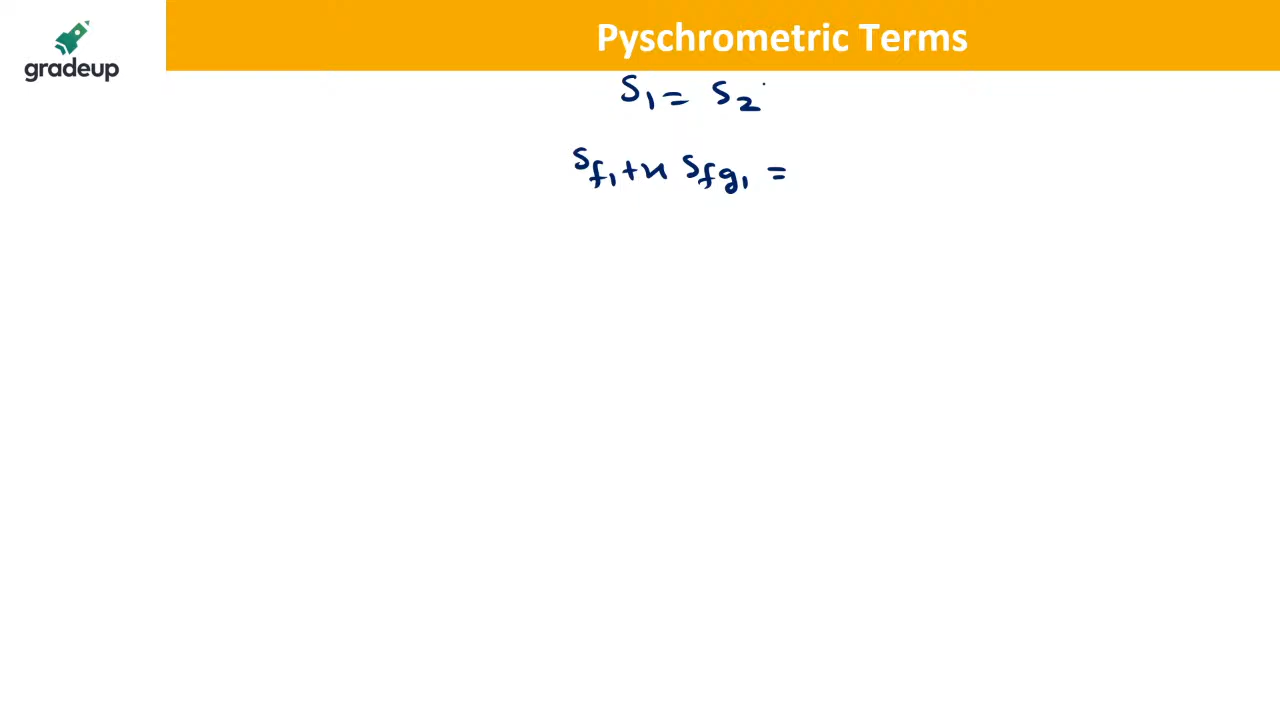 Pyschrometric Terms
gradeup
S1 = S2
Sf1 + x Sfg1 =